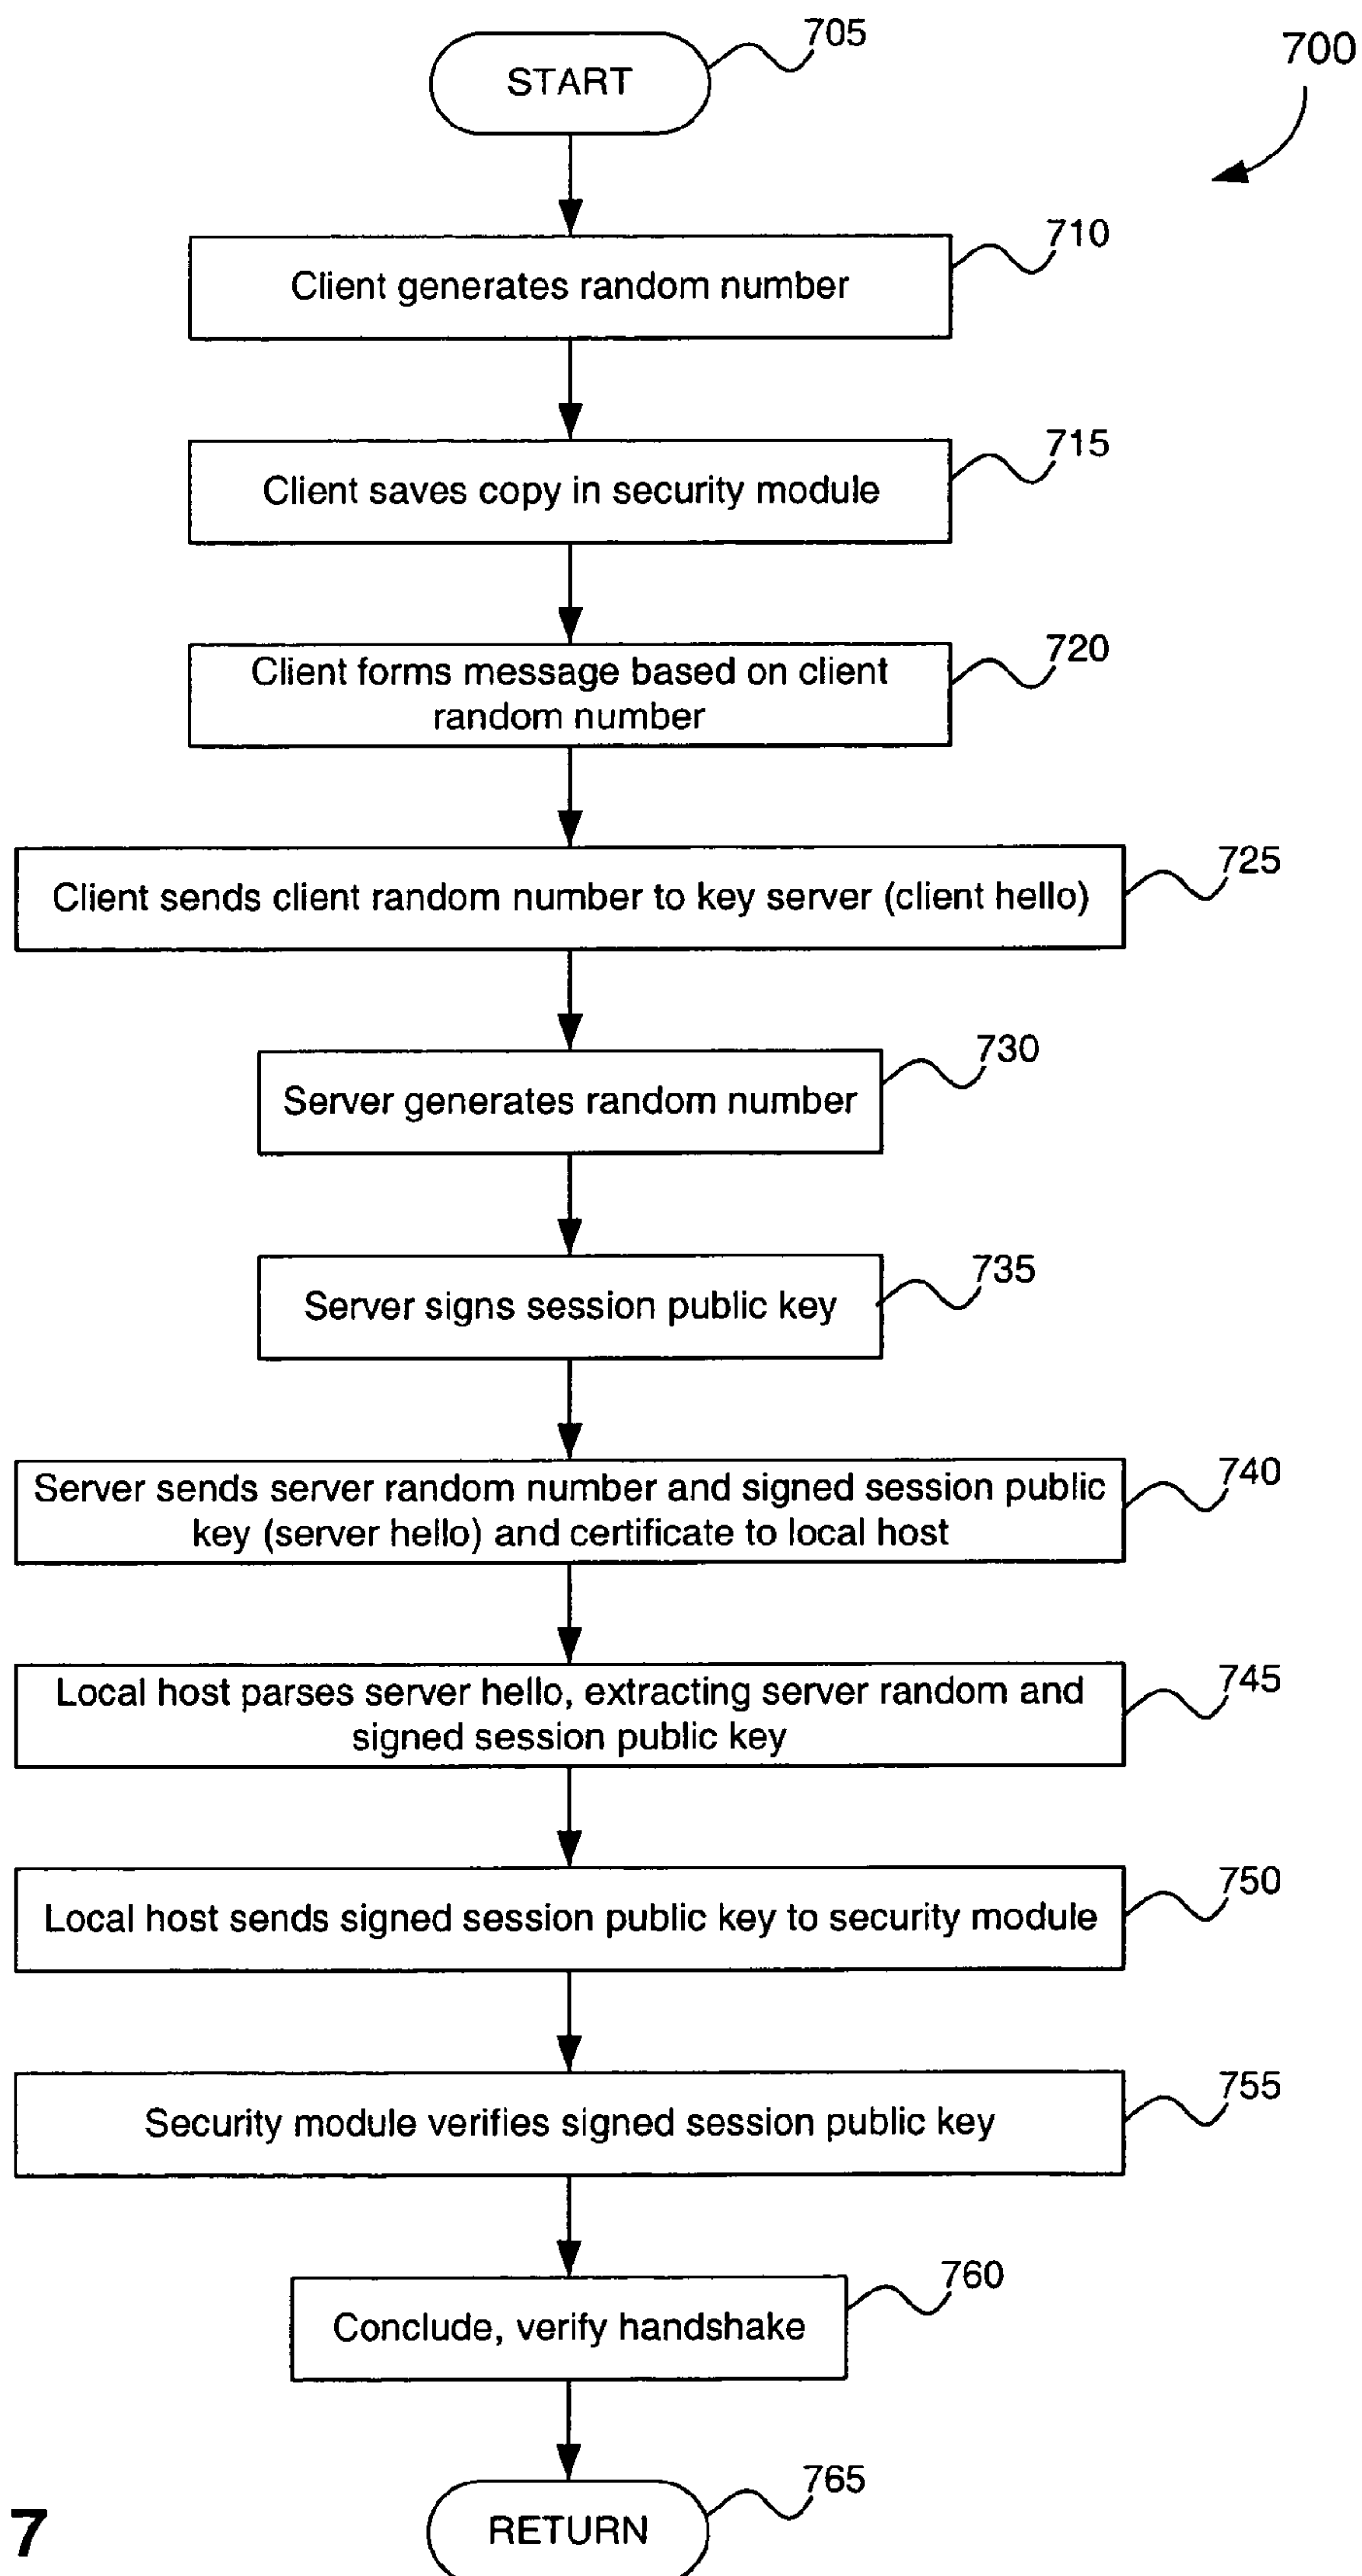 705
START
700
710
Client generates random number
715
Client saves copy in security module
720
Client forms message based on client
random number
725
Client sends client random number to key server (client hello)
730
Server generates random number
735
Server signs session public key
740
Server sends server random number and signed session public
key (server hello) and certificate to local host
745
Local host parses server hello, extracting server random and
signed session public key
750
Local host sends signed session public key to security module
755
Security module verifies signed session public key
760
Conclude, verify handshake
765
RETURN
7